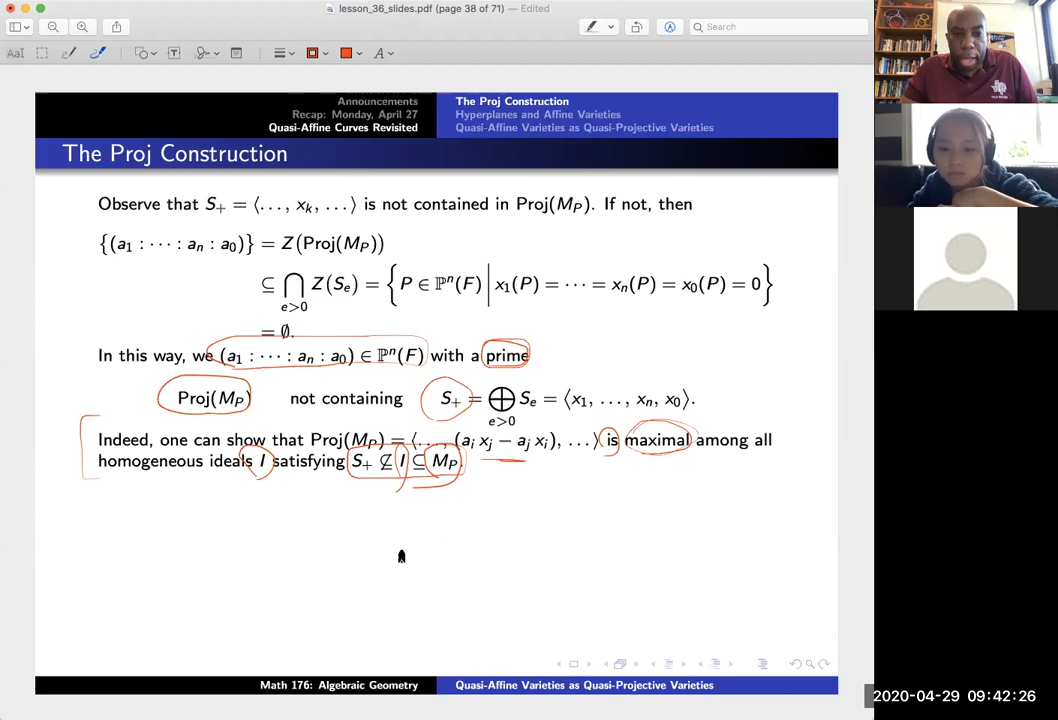 lesson_36_slides.pdf (page 38 of 71) — Edited
Search
Announcements
Recap: Monday, April 27
Quasi-Affine Curves Revisited
The Proj Construction
Hyperplanes and Affine Varieties
Quasi-Affine Varieties as Quasi-Projective Varieties
The Proj Construction
Observe that S₊ = ⟨..., xₖ, ...⟩ is not contained in Proj(M_P). If not, then
{(a₁ : ··· : aₙ : a₀)} = Z(Proj(M_P))
⊆ ⋂_{e>0} Z(Sₑ) = {P ∈ ℙⁿ(F) | x₁(P) = ··· = xₙ(P) = x₀(P) = 0}
= ∅.
In this way, we (a₁ : ··· : aₙ : a₀) ∈ ℙⁿ(F) with a prime
Proj(M_P) not containing S₊ = ⨁_{e>0} Sₑ = ⟨x₁, ..., xₙ, x₀⟩.
Indeed, one can show that Proj(M_P) = ⟨..., (aᵢ xⱼ − aⱼ xᵢ), ...⟩ is maximal among all
homogeneous ideals I satisfying S₊ ⊈ I ⊆ M_P.
Math 176: Algebraic Geometry
Quasi-Affine Varieties as Quasi-Projective Varieties
2020-04-29 09:42:26